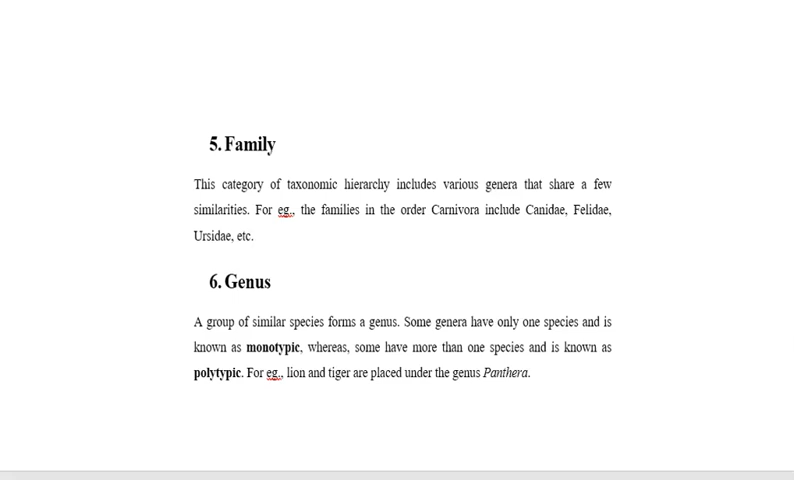 5. Family
This category of taxonomic hierarchy includes various genera that share a few
similarities. For eg., the families in the order Carnivora include Canidae, Felidae,
Ursidae, etc.
6. Genus
A group of similar species forms a genus. Some genera have only one species and is
known as monotypic, whereas, some have more than one species and is known as
polytypic. For eg., lion and tiger are placed under the genus Panthera.